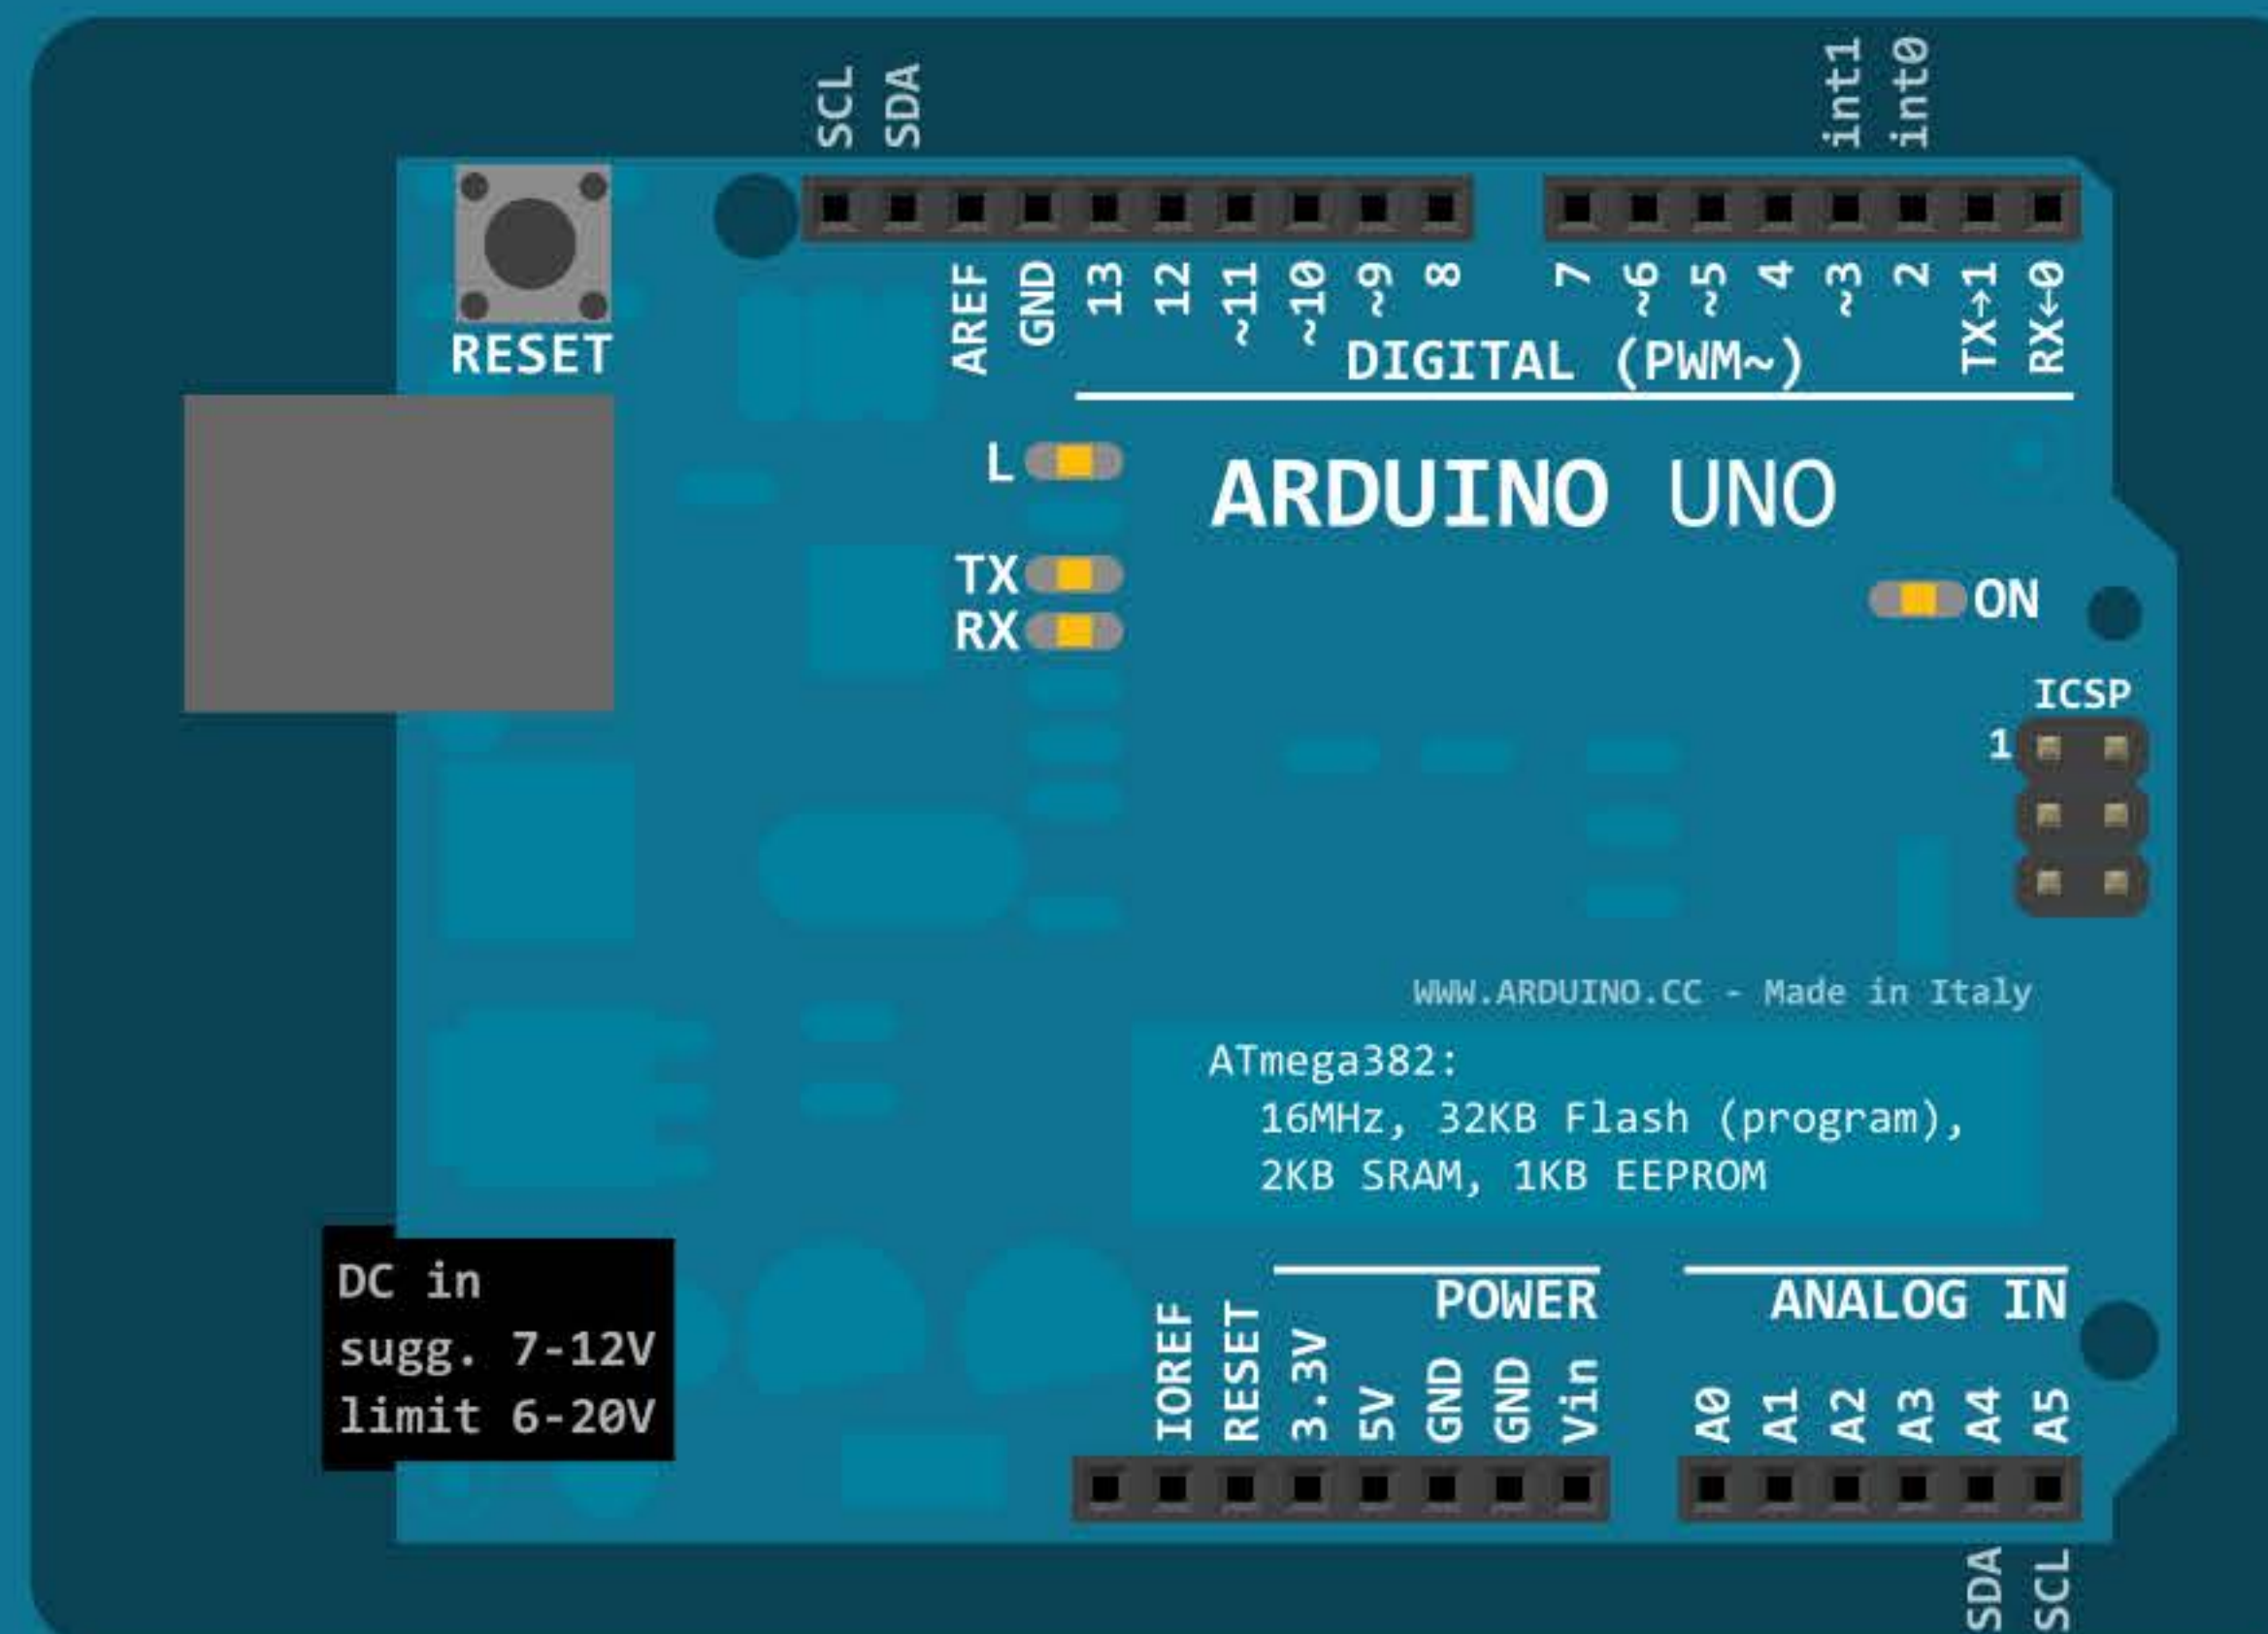 SCL
SDA
int1
int0
RESET
AREF
GND
13
12
~11
~10
~9
8
7
~6
~5
4
~3
2
TX→1
RX←0
DIGITAL (PWM~)
L
ARDUINO UNO
TX
RX
ON
ICSP
1
WWW.ARDUINO.CC - Made in Italy
ATmega382:
16MHz, 32KB Flash (program),
2KB SRAM, 1KB EEPROM
DC in
sugg. 7-12V
limit 6-20V
POWER
IOREF
RESET
3.3V
5V
GND
GND
Vin
ANALOG IN
A0
A1
A2
A3
A4
A5
SDA
SCL